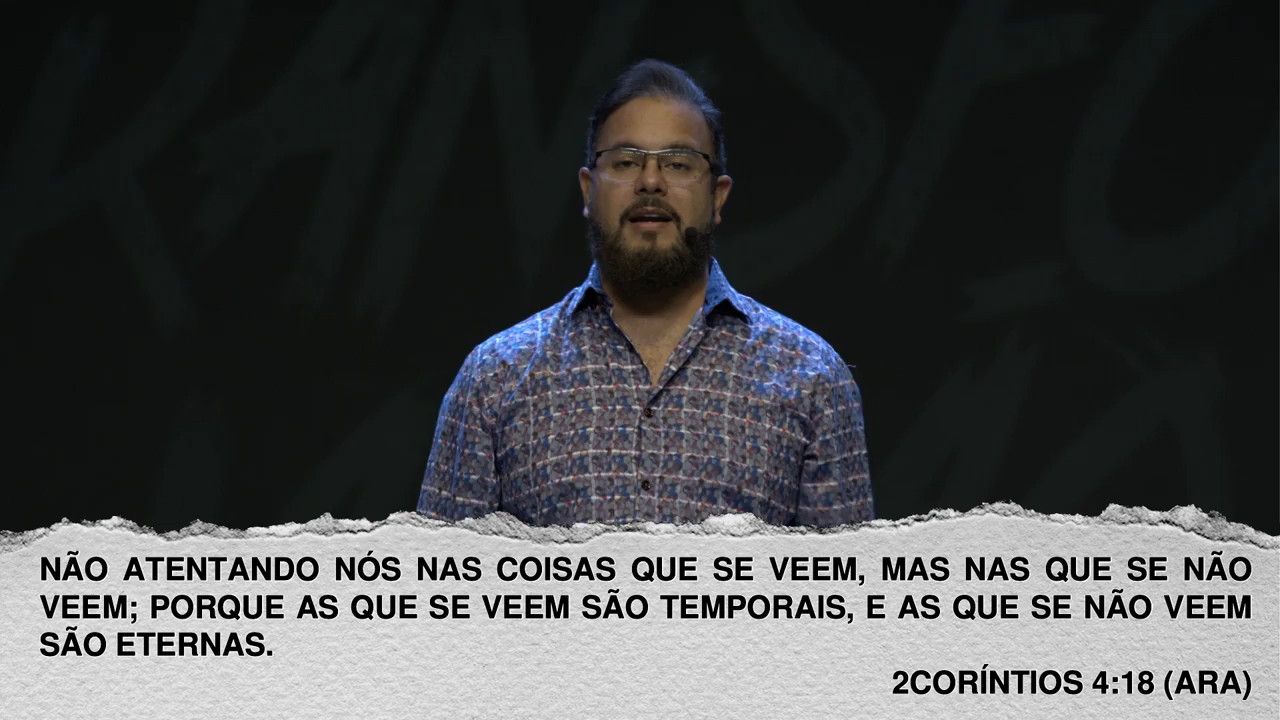 NÃO ATENTANDO NÓS NAS COISAS QUE SE VEEM, MAS NAS QUE SE NÃO
VEEM; PORQUE AS QUE SE VEEM SÃO TEMPORAIS, E AS QUE SE NÃO VEEM
SÃO ETERNAS.
2CORÍNTIOS 4:18 (ARA)